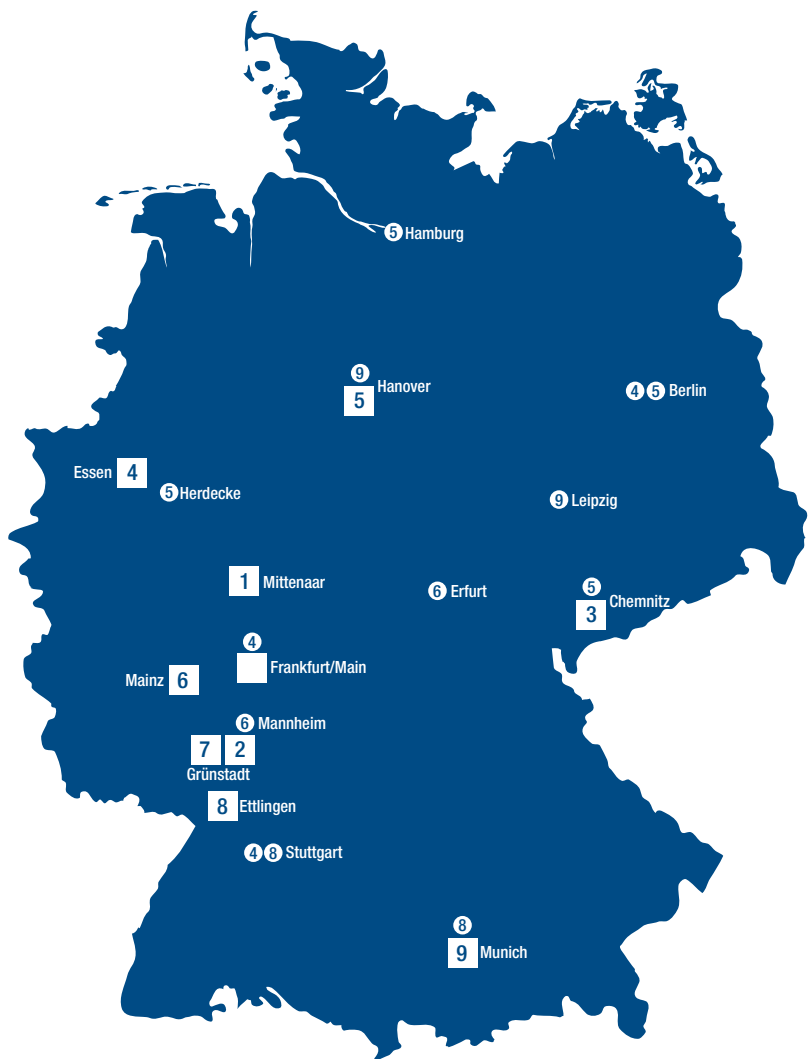 5 Hamburg
9
Hanover
5
4 5 Berlin
Essen 4
5 Herdecke
9 Leipzig
1 Mittenaar
6 Erfurt
5
Chemnitz
3
4
Frankfurt/Main
Mainz 6
6 Mannheim
7 2
Grünstadt
8 Ettlingen
4 8 Stuttgart
8
9 Munich